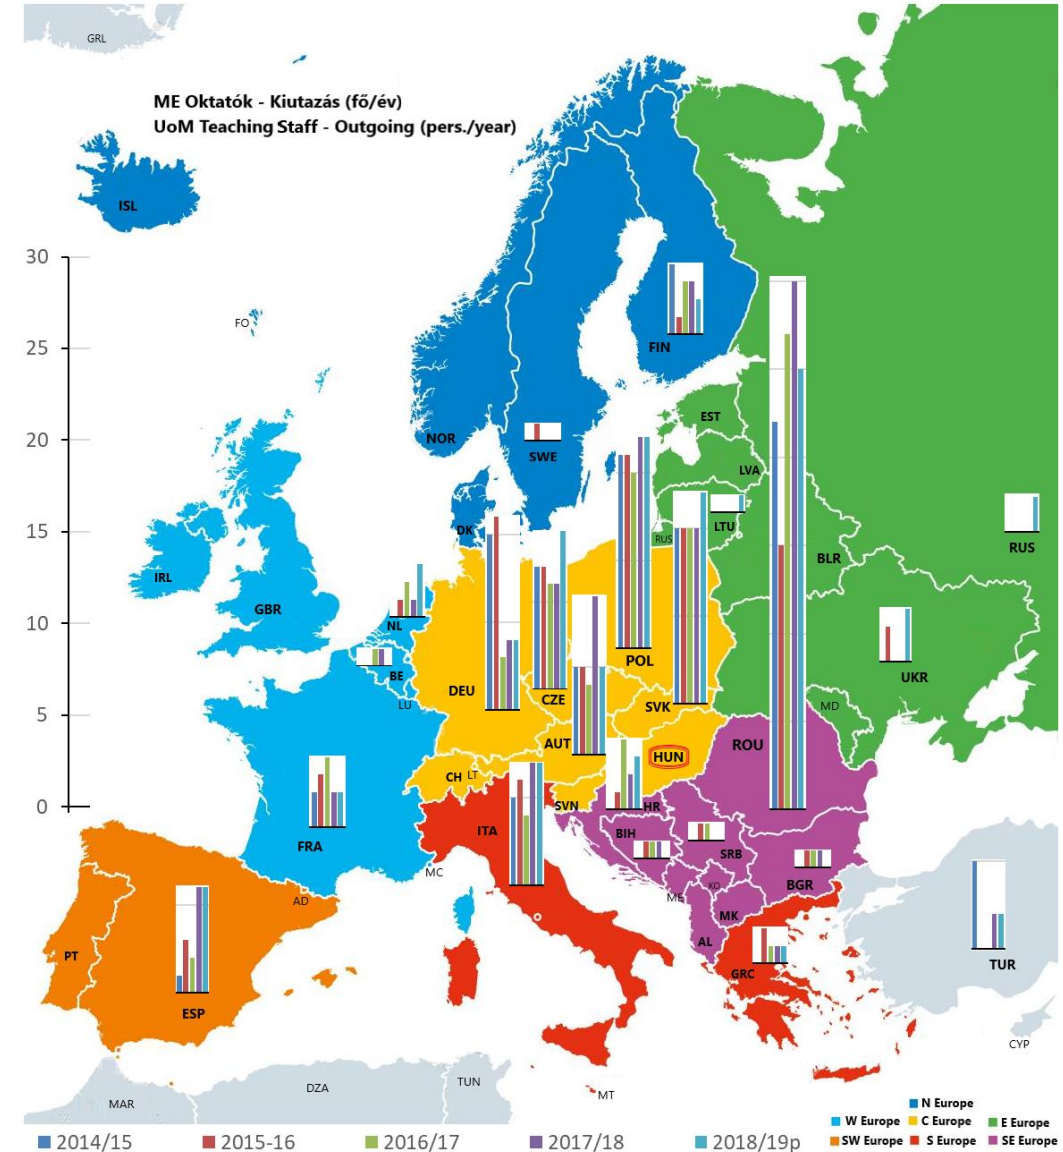 GRL
ME Oktatók - Kiutazás (fő/év)
UoM Teaching Staff - Outgoing (pers./year)
ISL
30
FO
25
FIN
20
NOR
SWE
EST
LVA
15
DK
LTU
RUS
RUS
IRL
BLR
10
GBR
NL
POL
BE
UKR
5
LU
DEU
CZE
SVK
MD
AUT
ROU
HUN
0
CH
LT
SVN
HR
ITA
BIH
FRA
SRB
MC
BGR
AD
ME
KO
MK
PT
AL
GRC
TUR
ESP
CYP
MAR
DZA
TUN
MT
N Europe
W Europe
C Europe
E Europe
SW Europe
S Europe
SE Europe
2014/15
2015-16
2016/17
2017/18
2018/19p